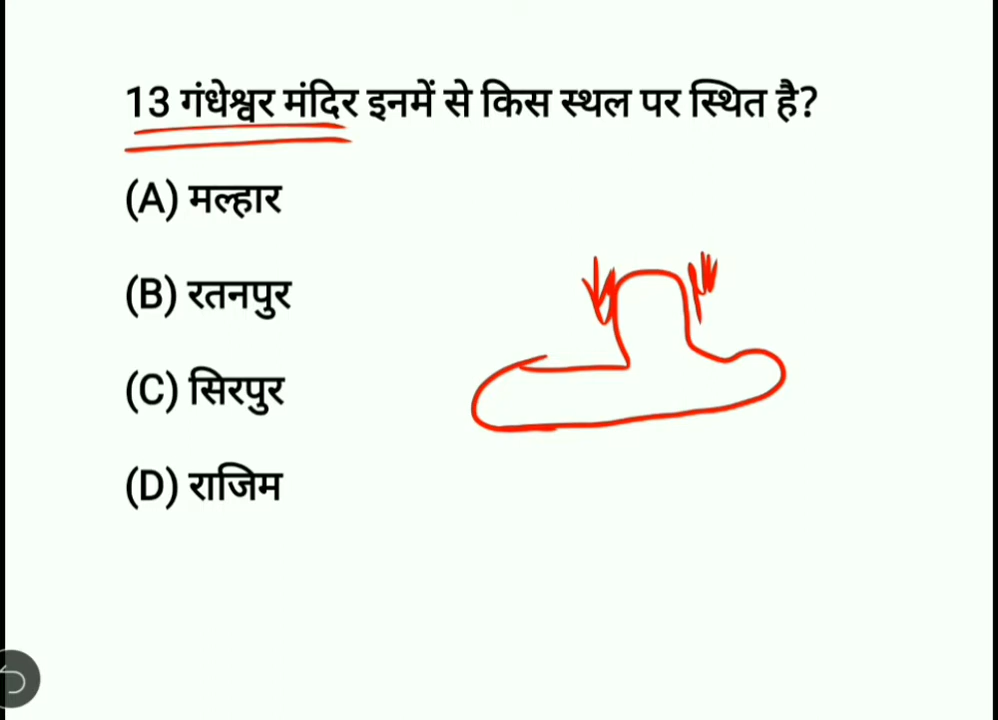 13 गंधेश्वर मंदिर इनमें से किस स्थल पर स्थित है?
(A) मल्हार
(B) रतनपुर
(C) सिरपुर
(D) राजिम